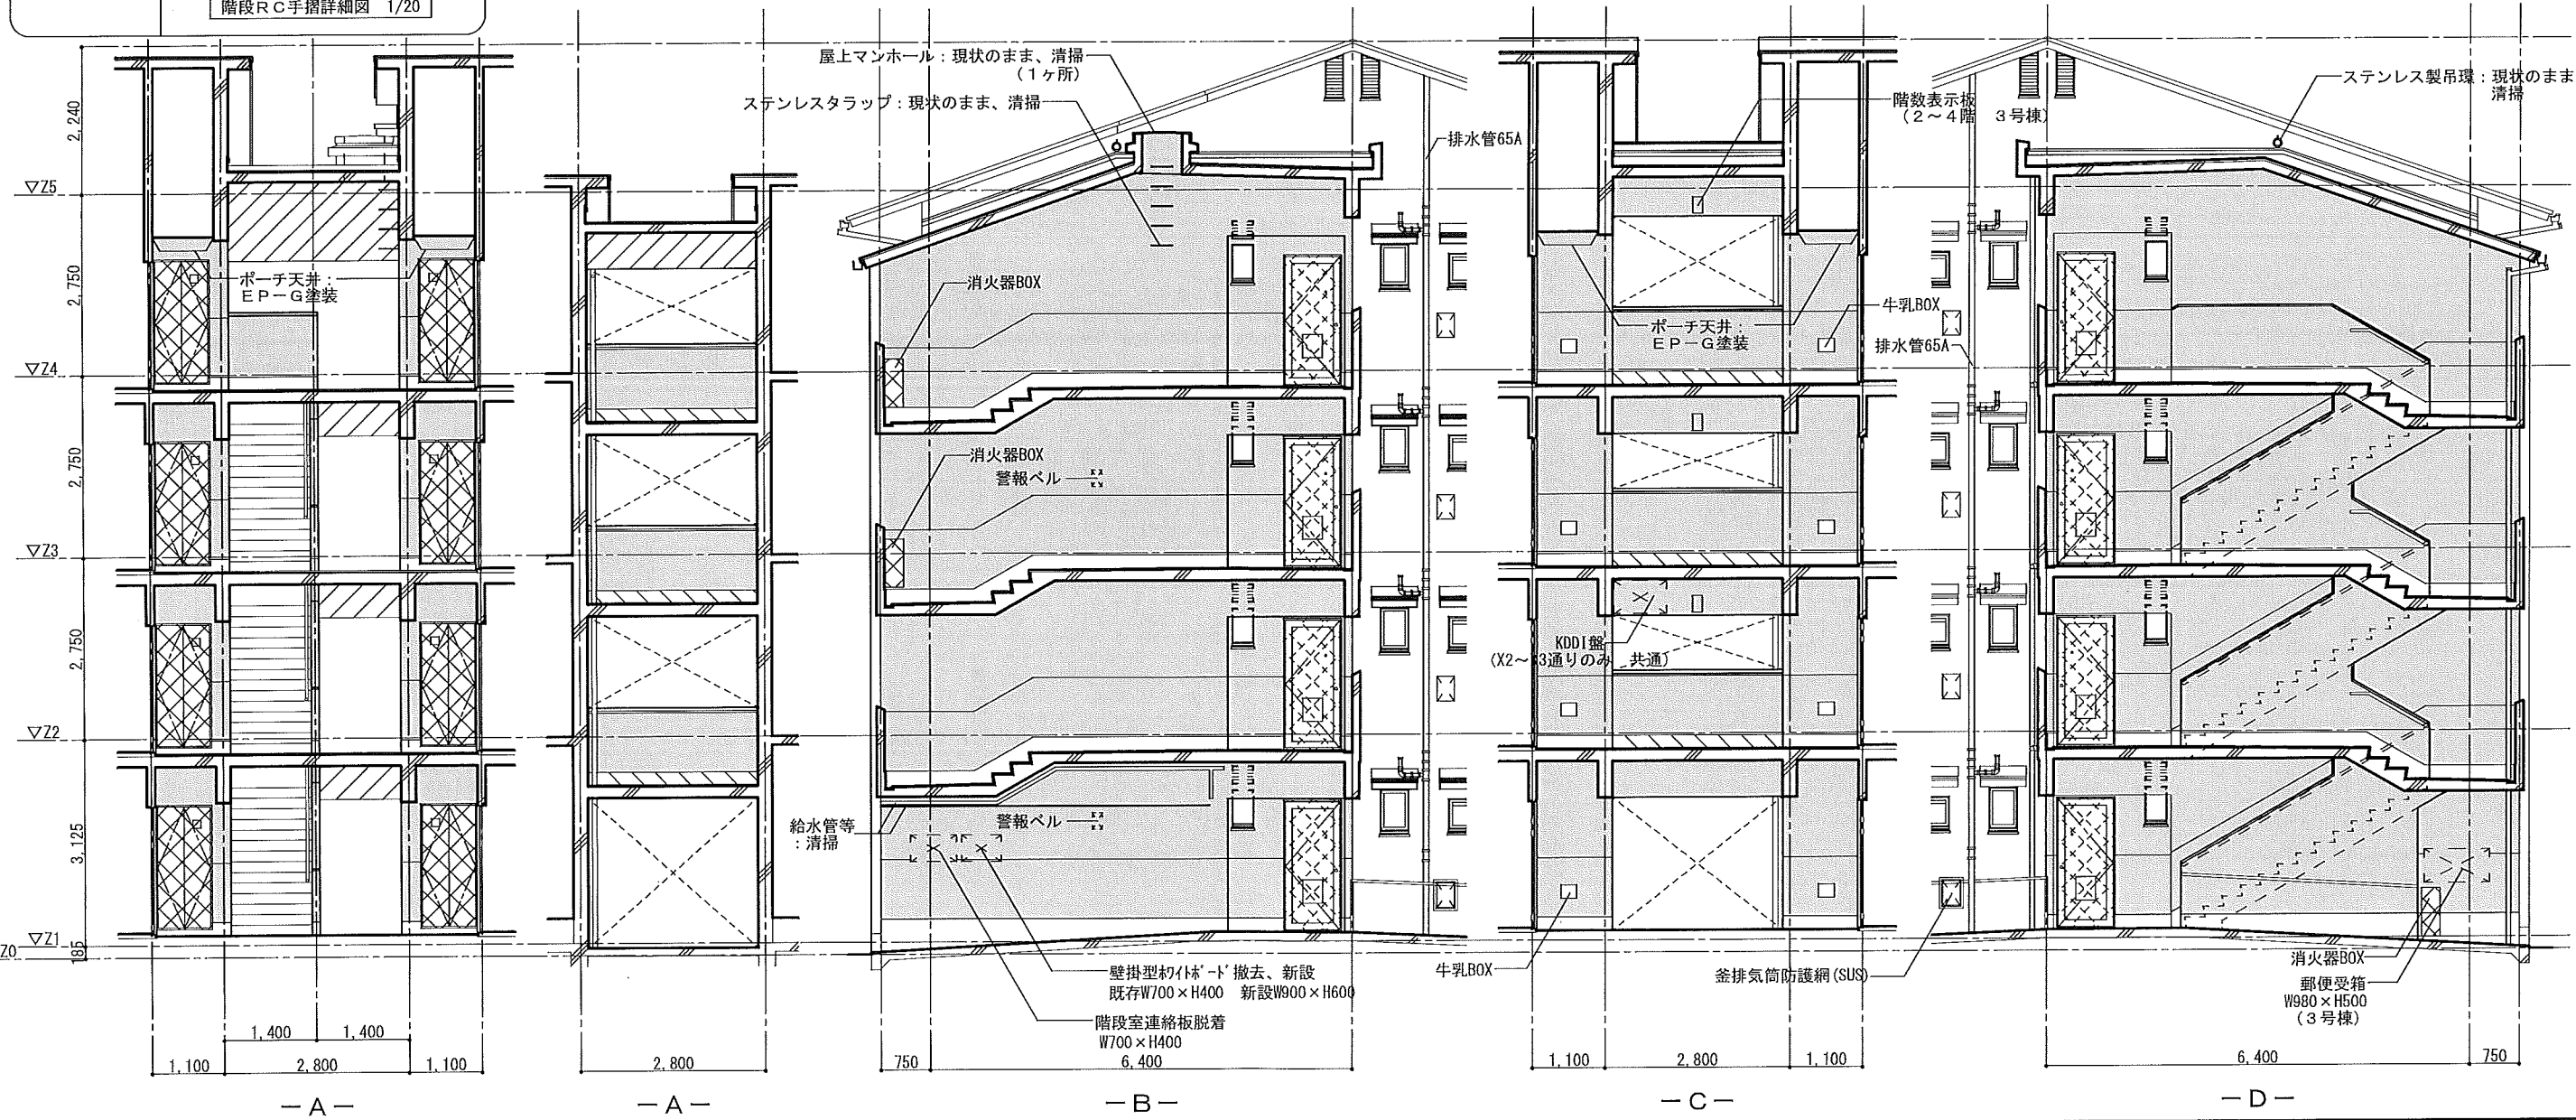 階段RC手摺詳細図 1/20
屋上マンホール：現状のまま、清掃
（1ヶ所）
ステンレスタラップ：現状のまま、清掃
排水管65A
階数表示板
（2～4階 3号棟）
ステンレス製吊環：現状のまま
清掃
2,240
▽Z5
2,750
ポーチ天井：
EP－G塗装
消火器BOX
牛乳BOX
ポーチ天井：
EP－G塗装
排水管65A
▽Z4
2,750
消火器BOX
警報ベル
▽Z3
2,750
KDDI盤
共通）
▽Z2
3,125
給水管等
：清掃
警報ベル
▽Z1
185
Z0
壁掛型ﾎﾜｲﾄﾎﾞｰﾄﾞ撤去、新設
既存W700×H400 新設W900×H600
階段室連絡板脱着
W700×H400
牛乳BOX
釜排気筒防護網(SUS)
消火器BOX
郵便受箱
W980×H500
（3号棟）
1,400 1,400
1,100 2,800 1,100
2,800
750 6,400
1,100 2,800 1,100
6,400 750
－A－
－A－
－B－
－C－
－D－